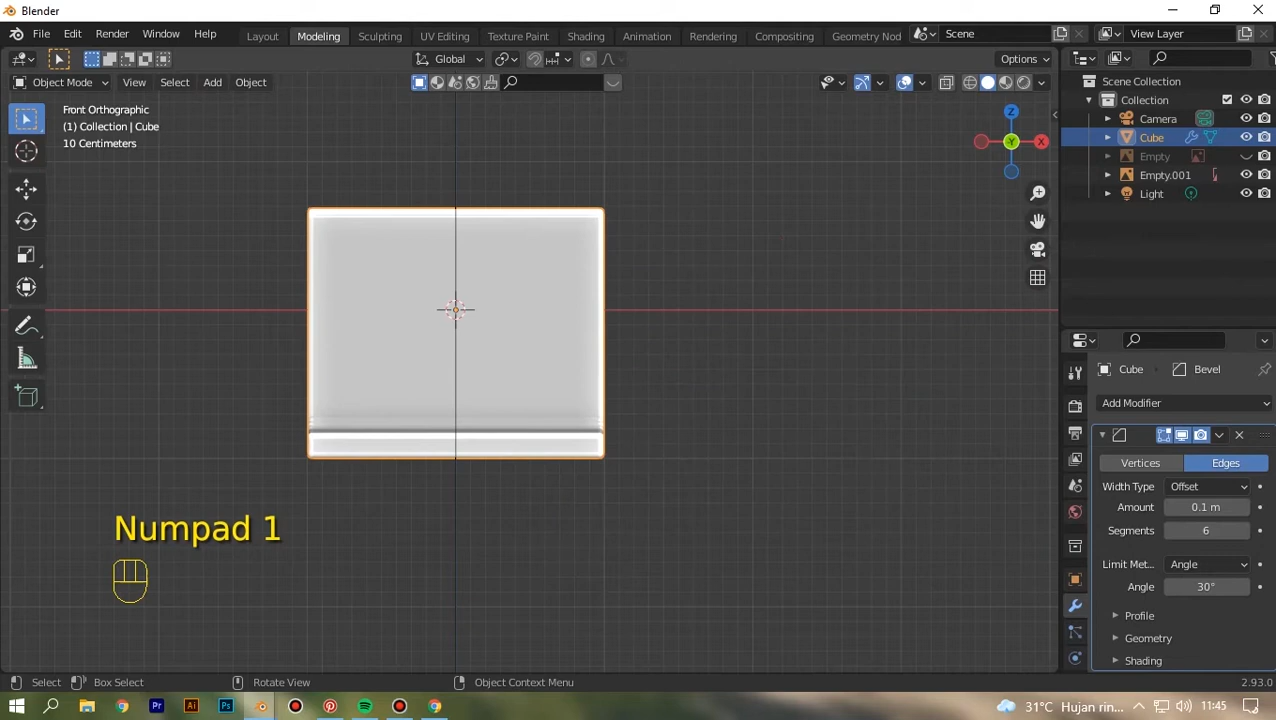 Blender
File Edit Render Window Help
Layout Modeling Sculpting UV Editing Texture Paint Shading Animation Rendering Compositing Geometry Nod
Scene
View Layer
Global
Options
Object Mode View Select Add Object
Scene Collection
Collection
Camera
Cube
Empty
Empty.001
Light
Front Orthographic
(1) Collection | Cube
10 Centimeters
Z
Y
X
Numpad 1
Cube
Bevel
Add Modifier
Vertices Edges
Width Type Offset
Amount 0.1 m
Segments 6
Limit Met... Angle
Angle 30°
Profile
Geometry
Shading
Select Box Select Rotate View Object Context Menu 2.93.0
Pr Ai Ps
31°C Hujan rin... 11:45